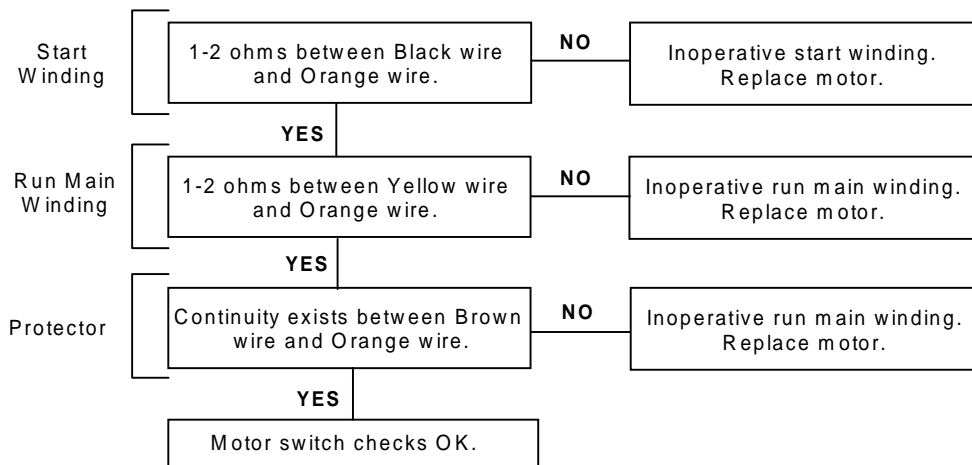 Start
Winding
1-2 ohms between Black wire
and Orange wire.
NO
Inoperative start winding.
Replace motor.
YES
Run Main
Winding
1-2 ohms between Yellow wire
and Orange wire.
NO
Inoperative run main winding.
Replace motor.
YES
Protector
Continuity exists between Brown
wire and Orange wire.
NO
Inoperative run main winding.
Replace motor.
YES
Motor switch checks OK.